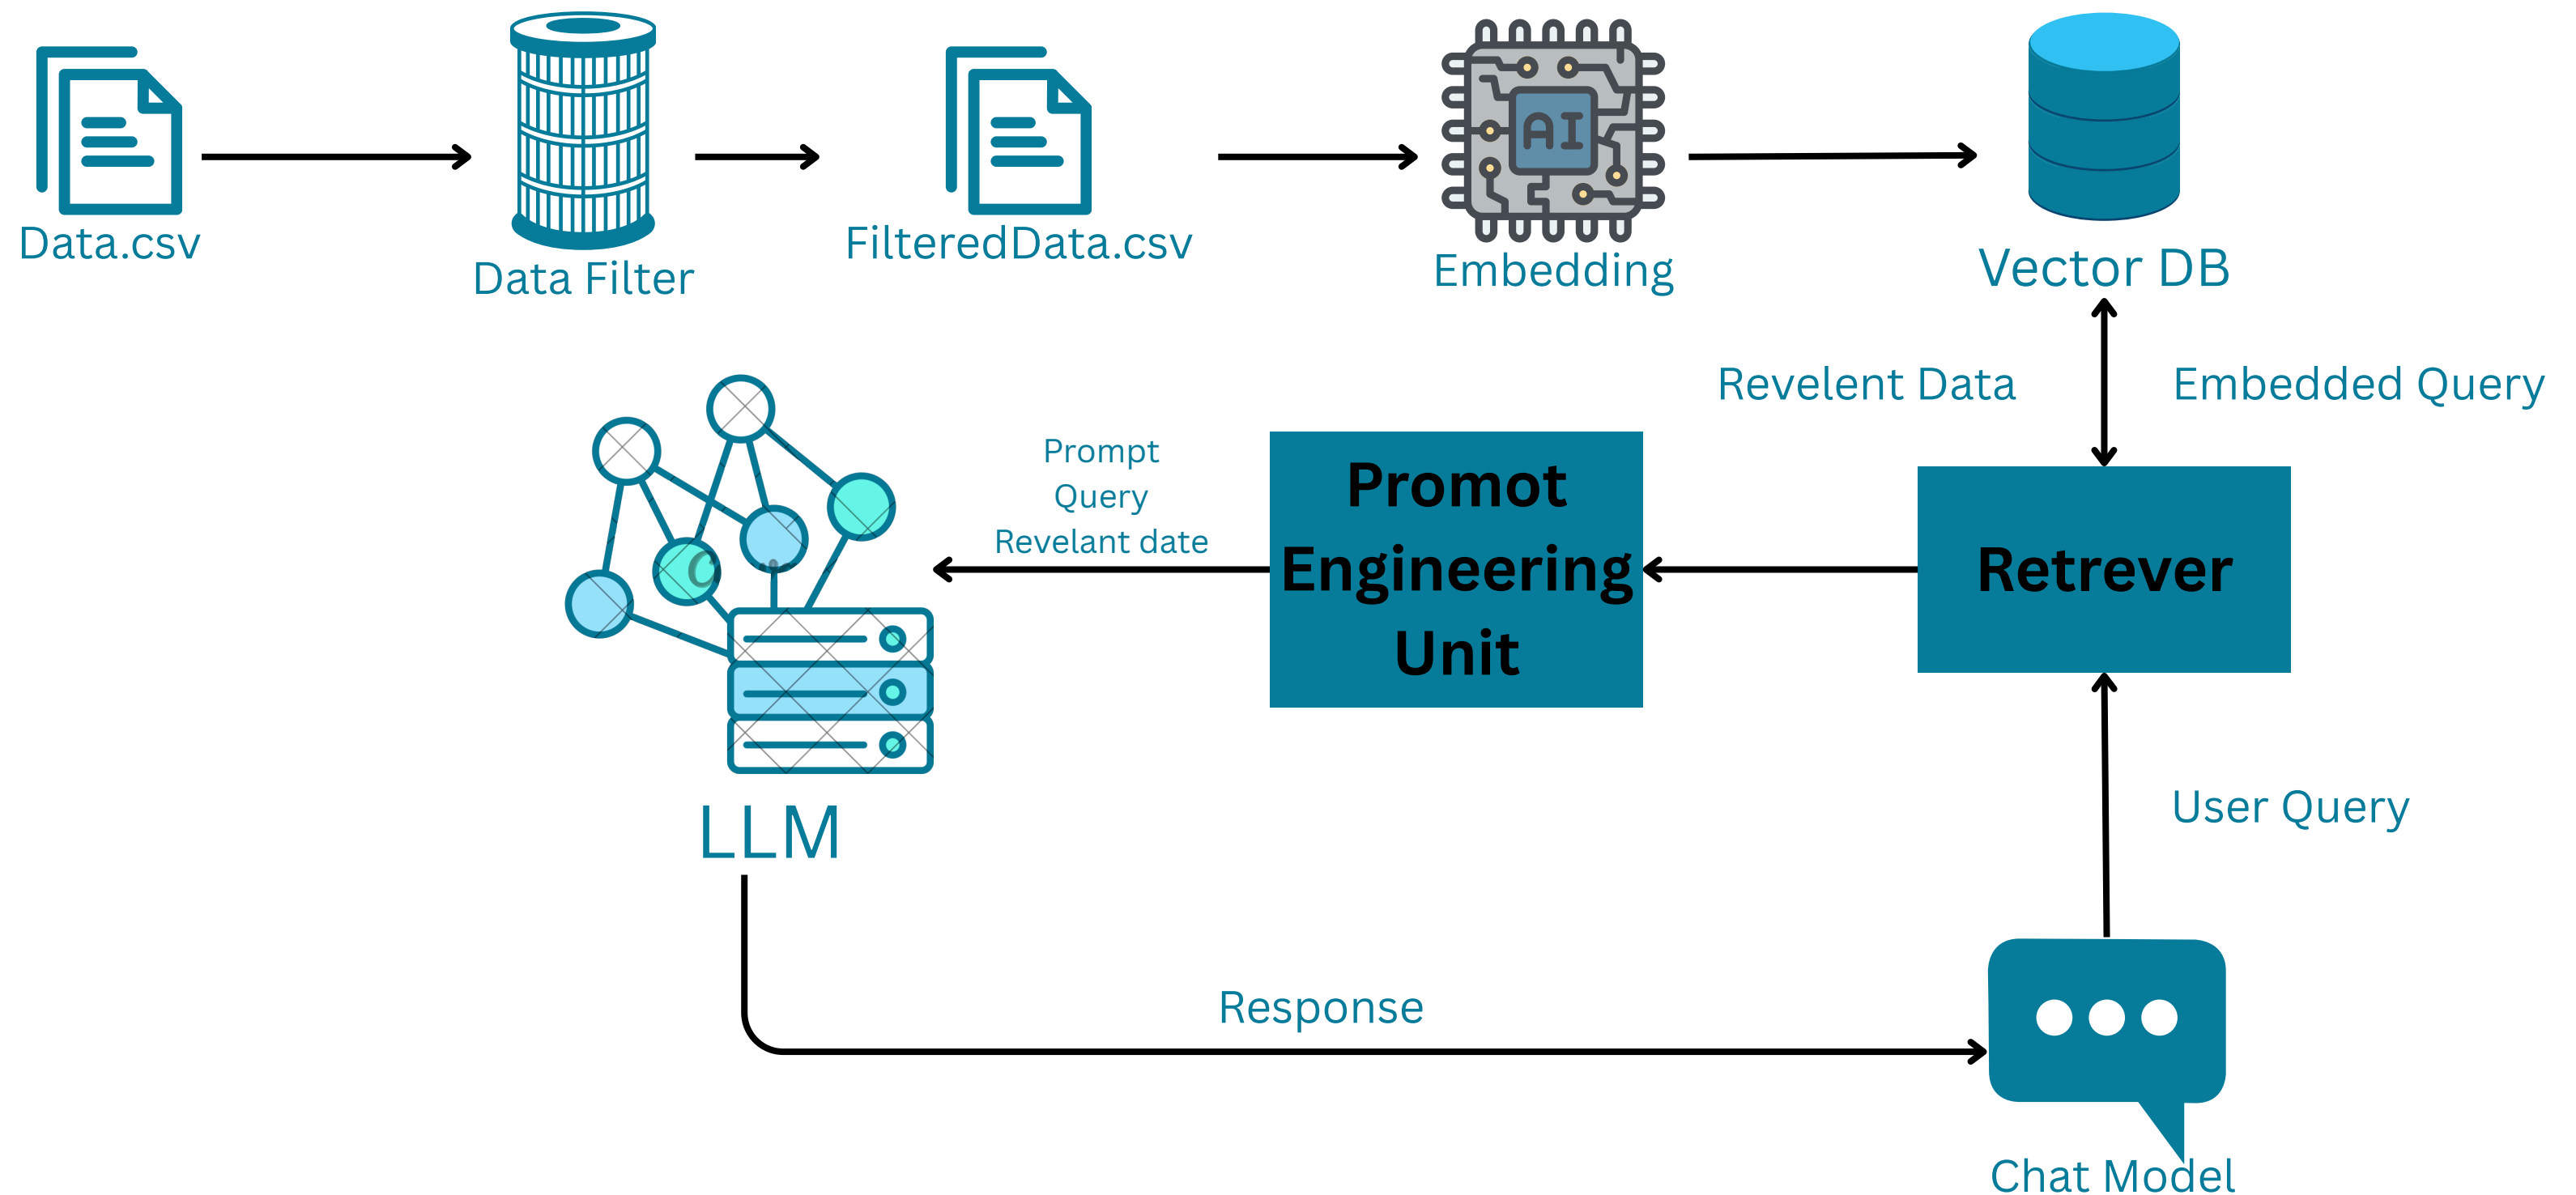 Data.csv
Data Filter
FilteredData.csv
AI
Embedding
Vector DB
Revelent Data
Embedded Query
Prompt
Query
Revelant date
Promot
Engineering
Unit
Retrever
LLM
User Query
Response
Chat Model